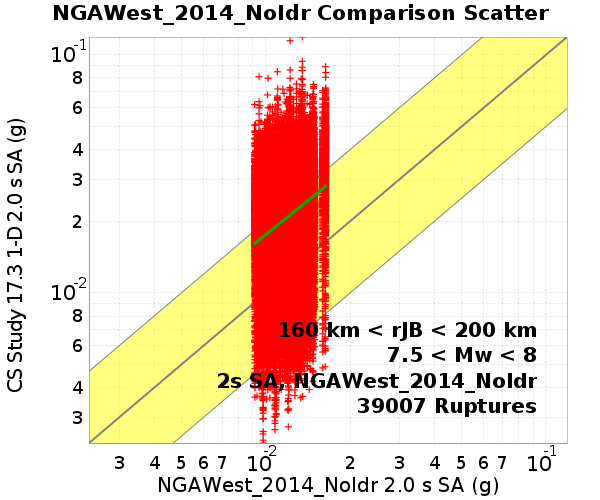 NGAWest_2014_NoIdr Comparison Scatter
10-1
8
6
4
3
2
10-2
8
6
4
3
CS Study 17.3 1-D 2.0 s SA (g)
160 km < rJB < 200 km
7.5 < Mw < 8
2s SA, NGAWest_2014_NoIdr
39007 Ruptures
3 4 5 6 7 10-2 2 3 4 5 6 7 10-1
NGAWest_2014_NoIdr 2.0 s SA (g)